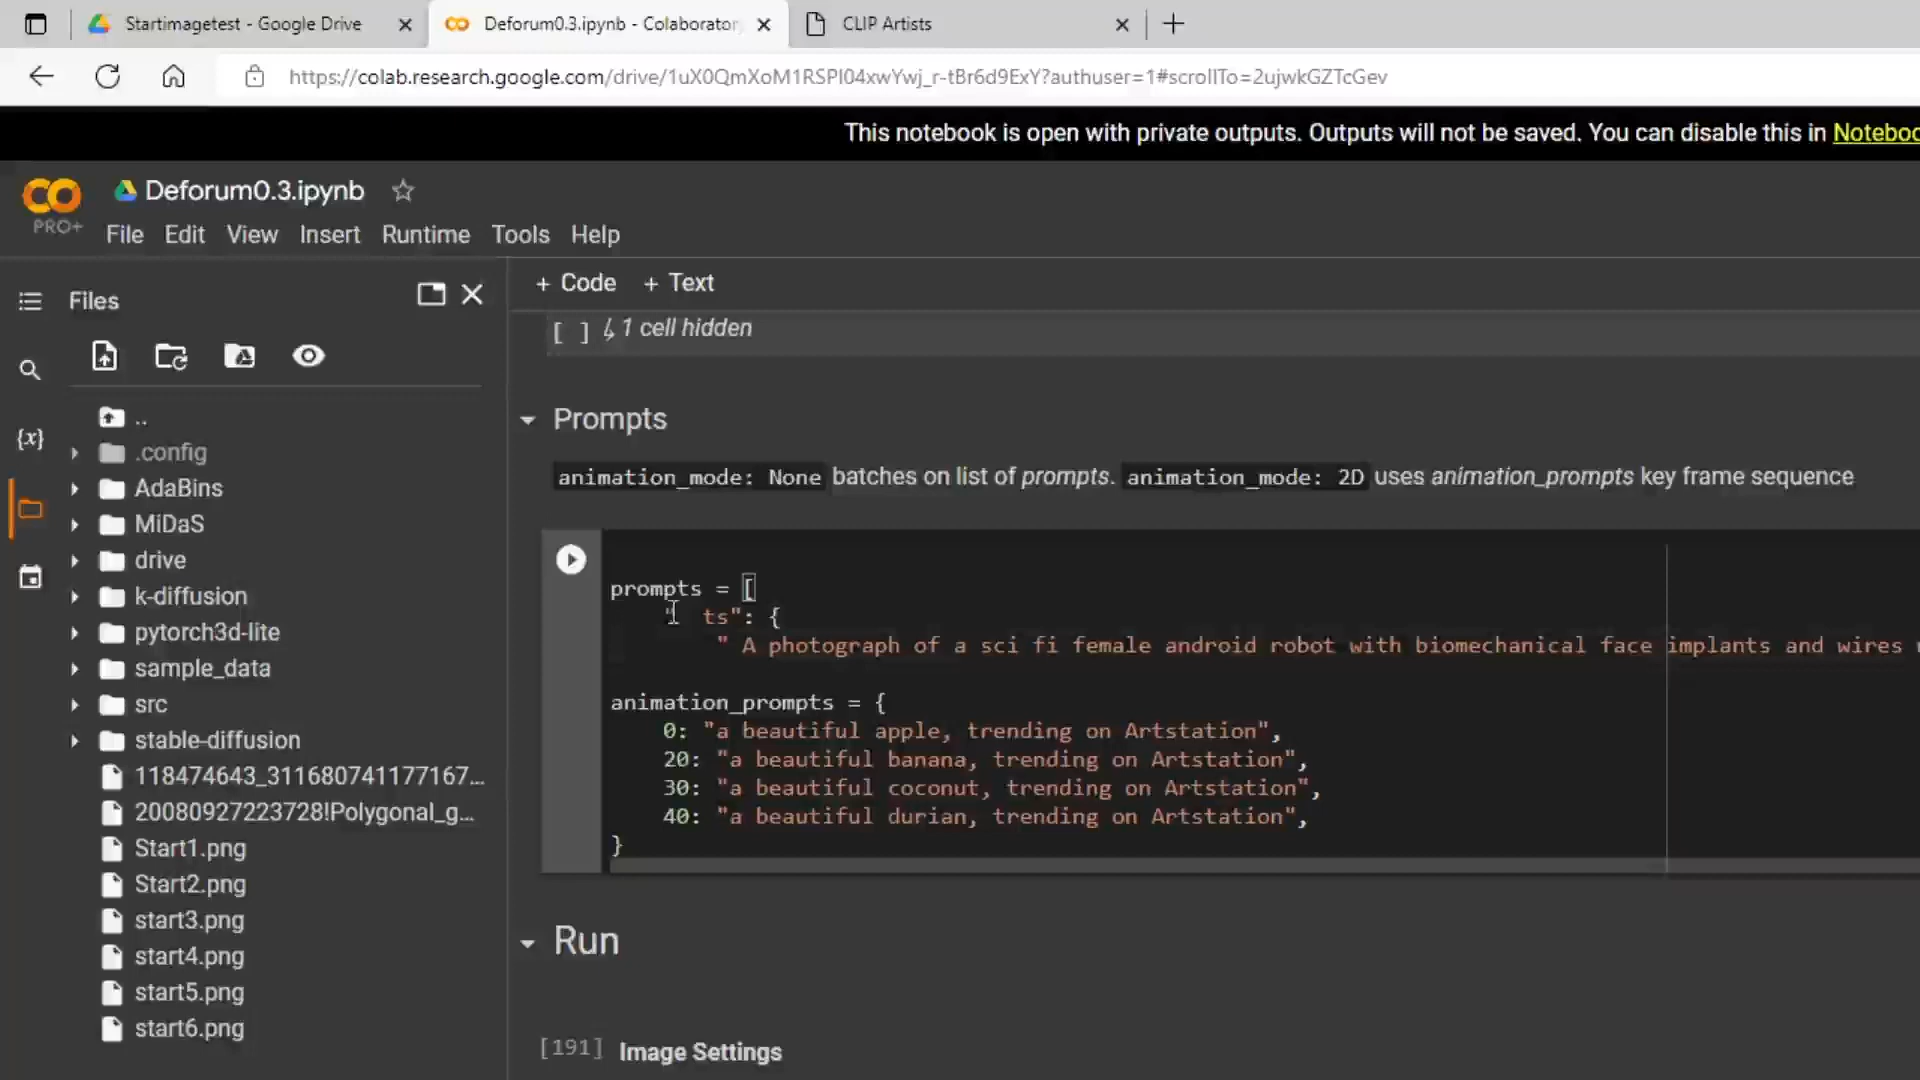 Startimagetest - Google Drive
Deforum0.3.ipynb - Colaborator
CLIP Artists
https://colab.research.google.com/drive/1uX0QmXoM1RSPI04xwYwj_r-tBr6d9ExY?authuser=1#scrollTo=2ujwkGZTcGev
This notebook is open with private outputs. Outputs will not be saved. You can disable this in Noteboo
CO
PRO+
Deforum0.3.ipynb
File Edit View Insert Runtime Tools Help
Files
+ Code + Text
[ ] ↳ 1 cell hidden
{x}
..
.config
AdaBins
MiDaS
drive
k-diffusion
pytorch3d-lite
sample_data
src
stable-diffusion
118474643_311680741177167...
20080927223728!Polygonal_g...
Start1.png
Start2.png
start3.png
start4.png
start5.png
start6.png
Prompts
animation_mode: None batches on list of prompts. animation_mode: 2D uses animation_prompts key frame sequence
prompts = [
" ts": {
" A photograph of a sci fi female android robot with biomechanical face implants and wires
animation_prompts = {
0: "a beautiful apple, trending on Artstation",
20: "a beautiful banana, trending on Artstation",
30: "a beautiful coconut, trending on Artstation",
40: "a beautiful durian, trending on Artstation",
}
Run
[191] Image Settings